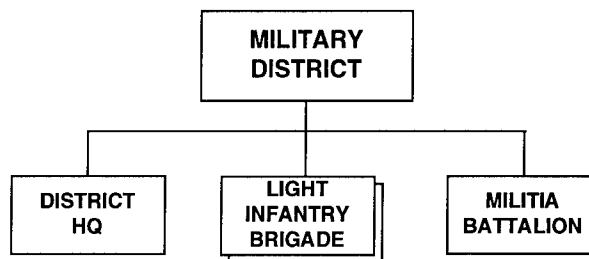 MILITARY
DISTRICT
DISTRICT
HQ
LIGHT
INFANTRY
BRIGADE
MILITIA
BATTALION